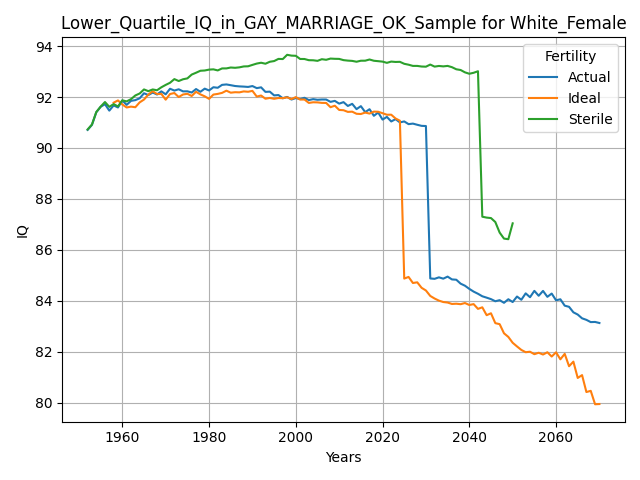 Lower_Quartile_IQ_in_GAY_MARRIAGE_OK_Sample for White_Female
Fertility
Actual
Ideal
Sterile
94
92
90
88
86
84
82
80
IQ
1960
1980
2000
2020
2040
2060
Years